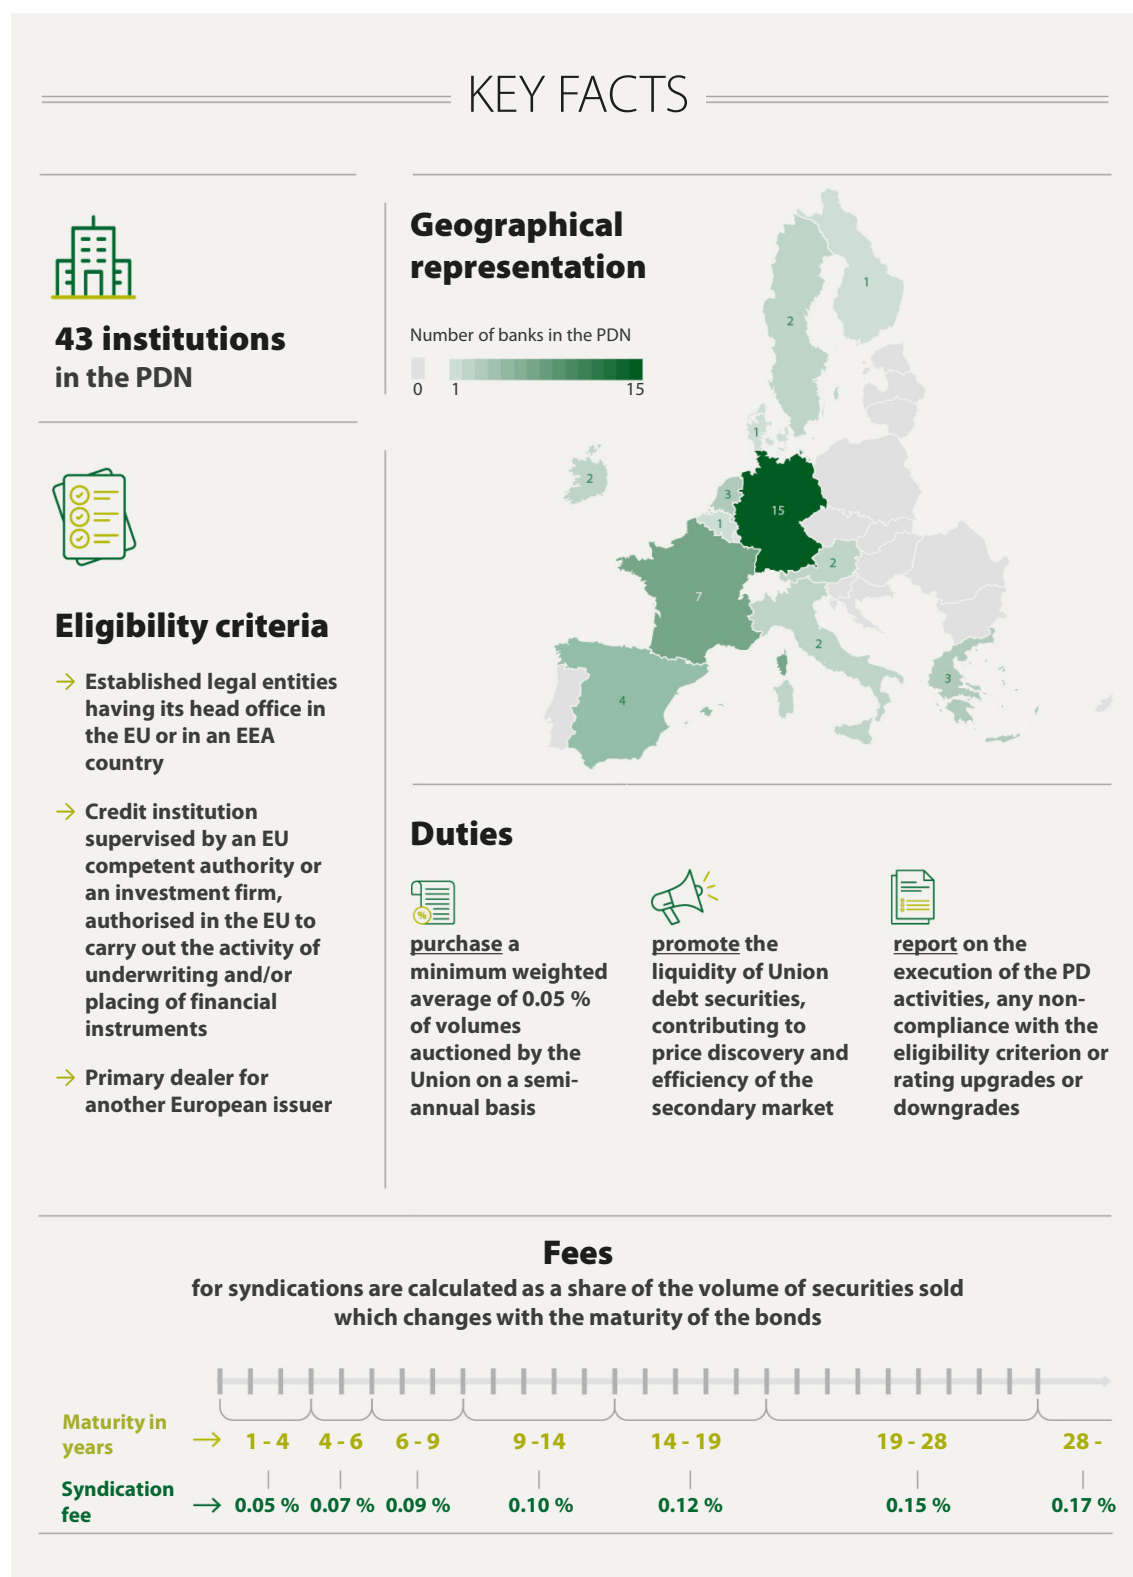 KEY FACTS
43 institutions
in the PDN
Eligibility criteria
→ Established legal entities
having its head office in
the EU or in an EEA
country
→ Credit institution
supervised by an EU
competent authority or
an investment firm,
authorised in the EU to
carry out the activity of
underwriting and/or
placing of financial
instruments
→ Primary dealer for
another European issuer
Geographical
representation
Number of banks in the PDN
0 1 15
1
2
1
2
3
15
1
2
7
2
3
4
Duties
%
purchase a
minimum weighted
average of 0.05 %
of volumes
auctioned by the
Union on a semi-
annual basis
promote the
liquidity of Union
debt securities,
contributing to
price discovery and
efficiency of the
secondary market
report on the
execution of the PD
activities, any non-
compliance with the
eligibility criterion or
rating upgrades or
downgrades
Fees
for syndications are calculated as a share of the volume of securities sold
which changes with the maturity of the bonds
Maturity in
years → 1 - 4 4 - 6 6 - 9 9 -14 14 - 19 19 - 28 28 -
Syndication
fee → 0.05 % 0.07 % 0.09 % 0.10 % 0.12 % 0.15 % 0.17 %